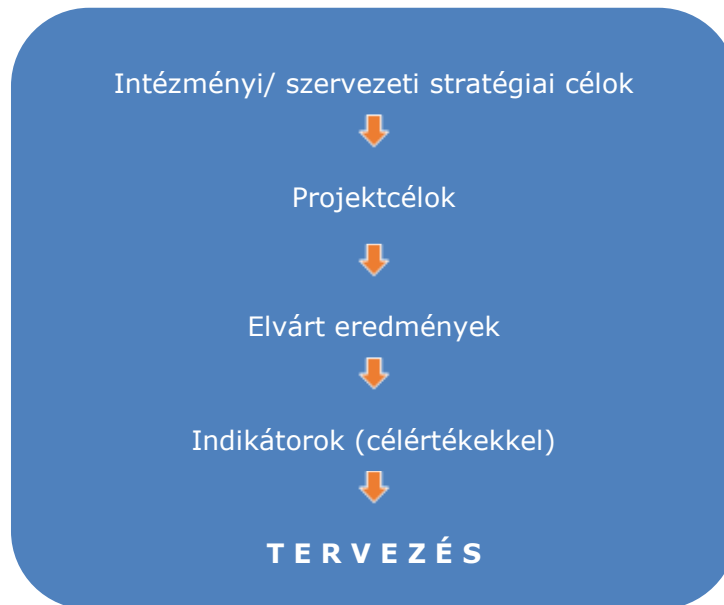 Intézményi/ szervezeti stratégiai célok
Projektcélok
Elvárt eredmények
Indikátorok (célértékekkel)
T E R V E Z É S